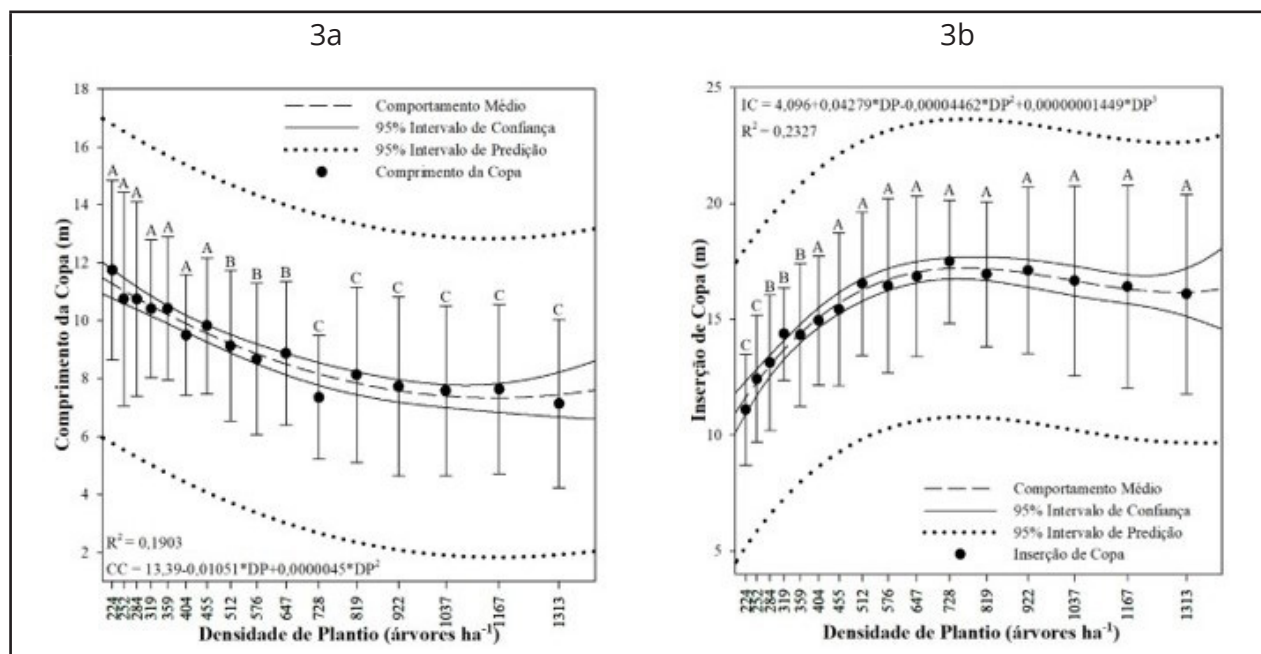 3a
18
16
14
12
10
8
6
4
2
Comprimento da Copa (m)
Comportamento Médio
95% Intervalo de Confiança
95% Intervalo de Predição
Comprimento da Copa
A A A A A A A B B B C C C C C C
R² = 0,1903
CC = 13,39-0,01051*DP+0,0000045*DP²
224 252 284 319 359 404 455 512 576 647 728 819 922 1037 1167 1313
Densidade de Plantio (árvores ha⁻¹)
3b
25
20
15
10
5
Inserção de Copa (m)
IC = 4,096+0,04279*DP-0,00004462*DP²+0,00000001449*DP³
R² = 0,2327
C C B B B A A A A A A A A A A A
Comportamento Médio
95% Intervalo de Confiança
95% Intervalo de Predição
Inserção de Copa
224 252 284 319 359 404 455 512 576 647 728 819 922 1037 1167 1313
Densidade de Plantio (árvores ha⁻¹)